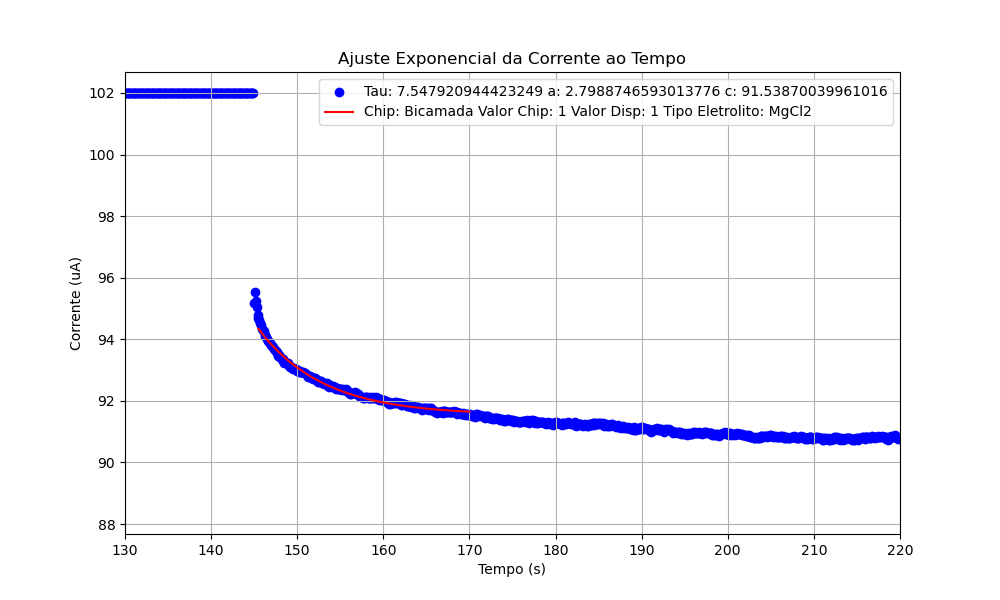 Ajuste Exponencial da Corrente ao Tempo
Tau: 7.547920944423249 a: 2.7988746593013776 c: 91.53870039961016
Chip: Bicamada Valor Chip: 1 Valor Disp: 1 Tipo Eletrolito: MgCl2
Corrente (uA)
102
100
98
96
94
92
90
88
130 140 150 160 170 180 190 200 210 220
Tempo (s)